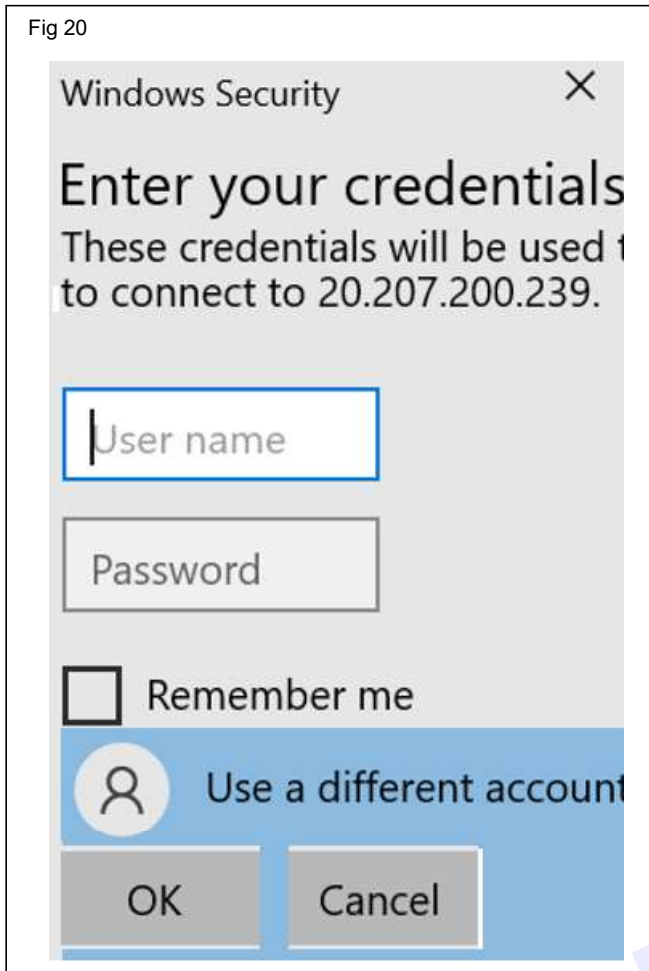 Fig 20
Windows Security
Enter your credentials
These credentials will be used t
to connect to 20.207.200.239.
User name
Password
Remember me
Use a different account
OK Cancel